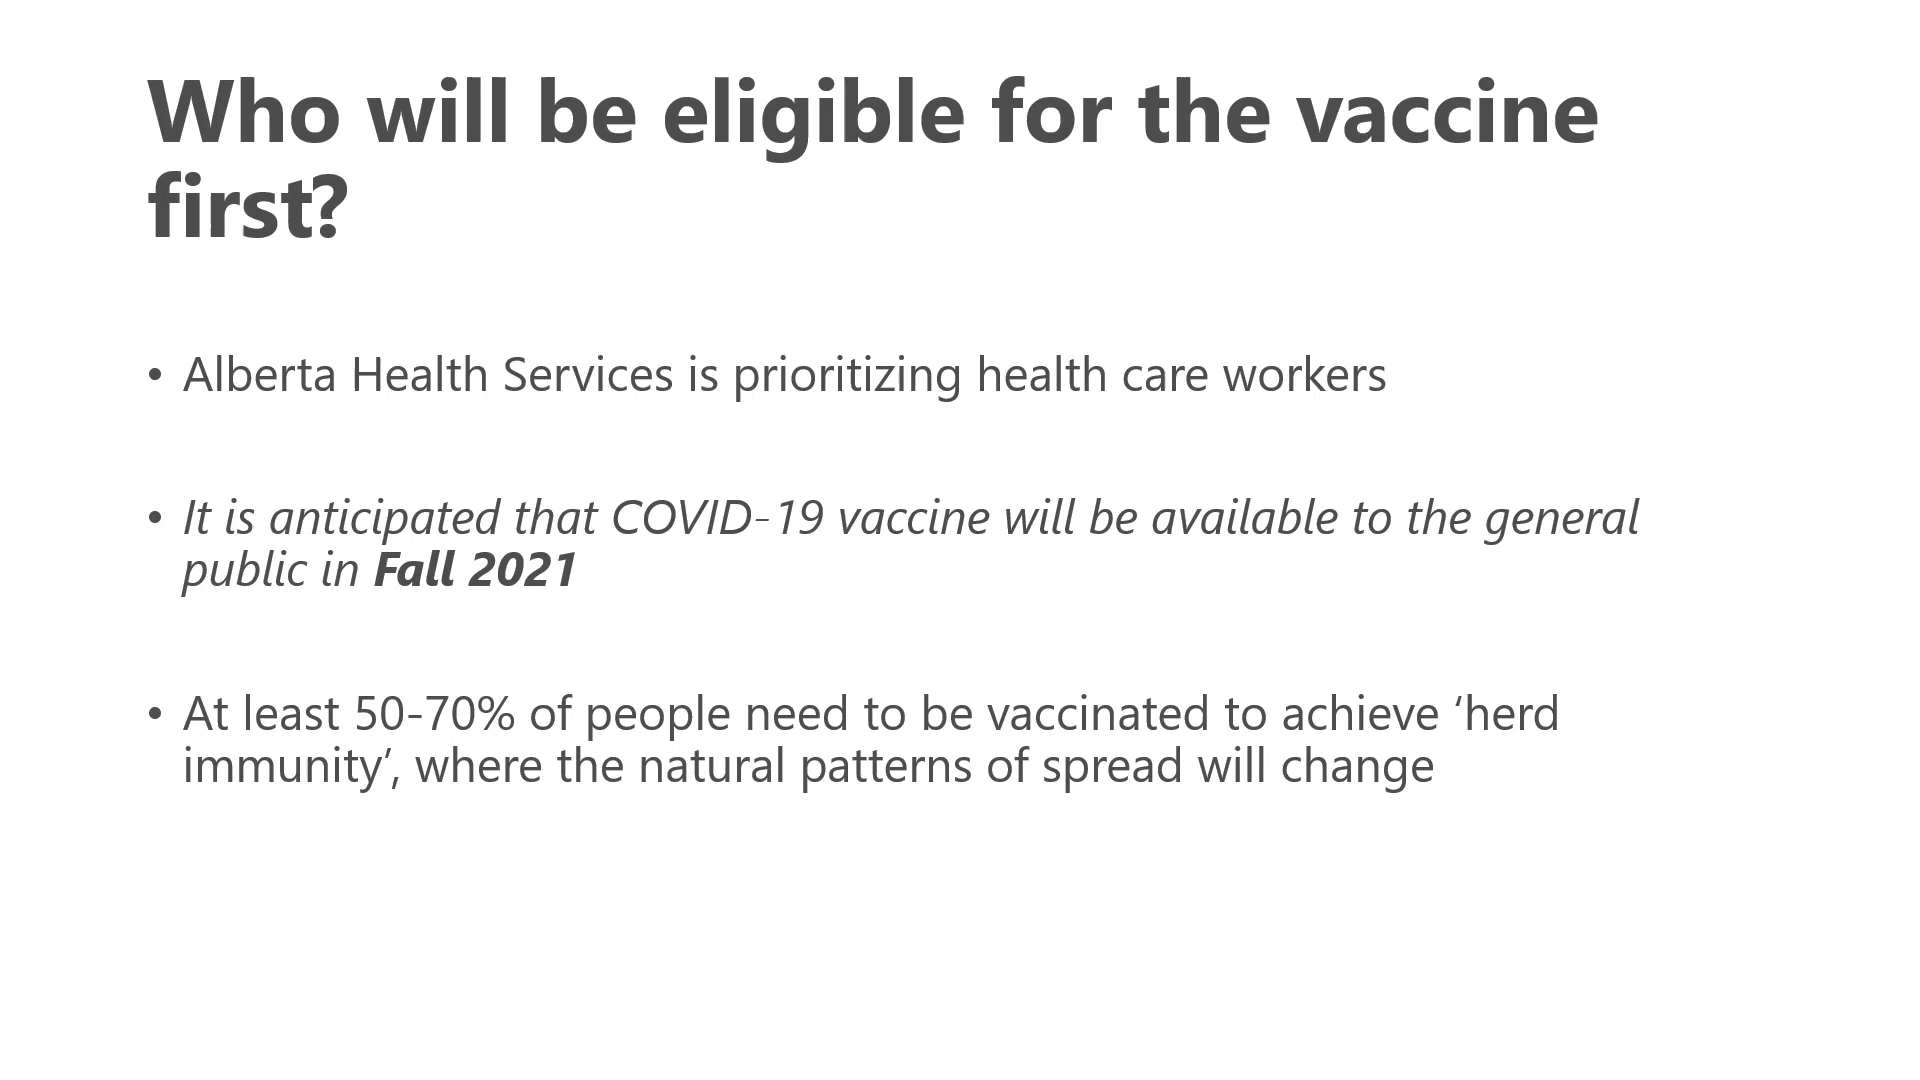 Who will be eligible for the vaccine
first?
• Alberta Health Services is prioritizing health care workers
• It is anticipated that COVID-19 vaccine will be available to the general
public in Fall 2021
• At least 50-70% of people need to be vaccinated to achieve ‘herd
immunity’, where the natural patterns of spread will change